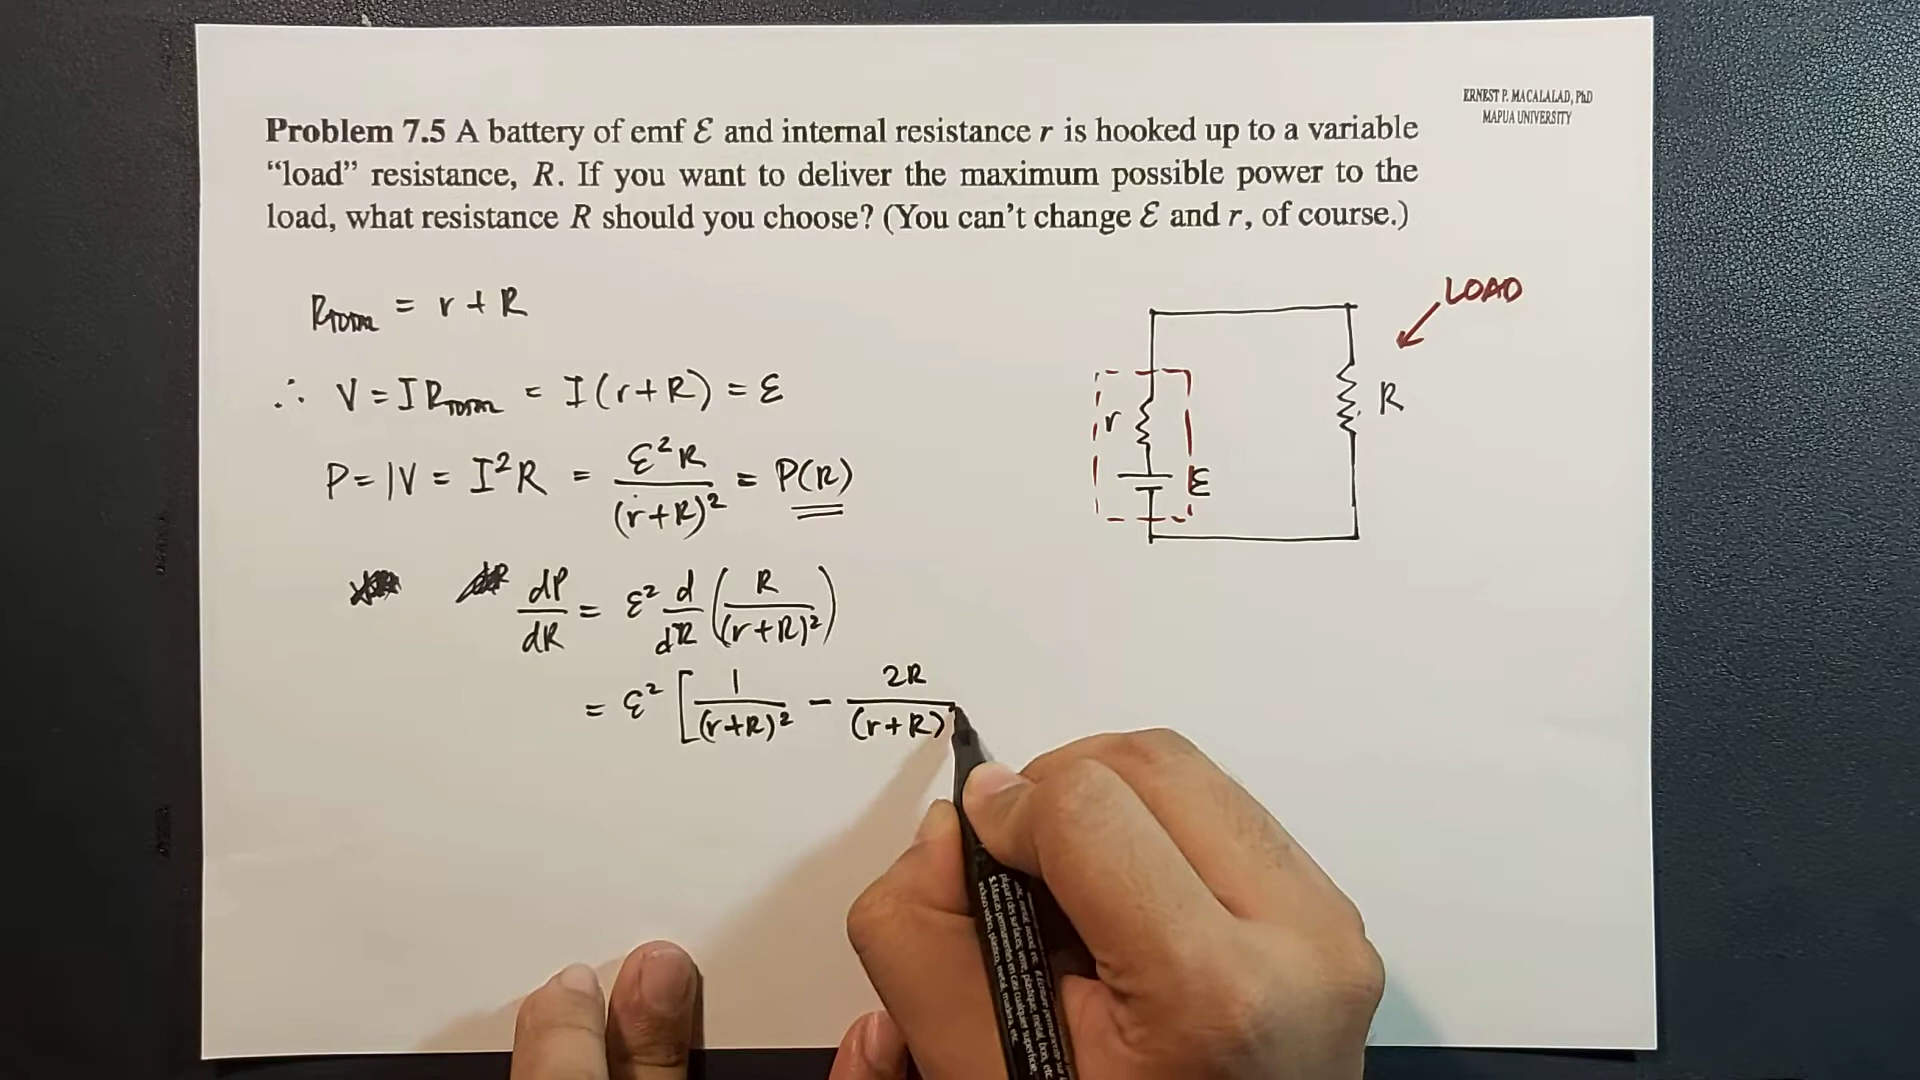 ERNEST P. MACALALAD, PhD
MAPUA UNIVERSITY
Problem 7.5 A battery of emf ℰ and internal resistance r is hooked up to a variable
“load” resistance, R. If you want to deliver the maximum possible power to the
load, what resistance R should you choose? (You can’t change ℰ and r, of course.)
R_TOTAL = r + R
∴ V = I R_TOTAL = I(r+R) = ℰ
P = IV = I²R = ℰ²R / (r+R)² = P(R)
dP/dR = ℰ² d/dR (R / (r+R)²)
= ℰ² [1 / (r+R)² − 2R / (r+R)
LOAD
r
ℰ
R